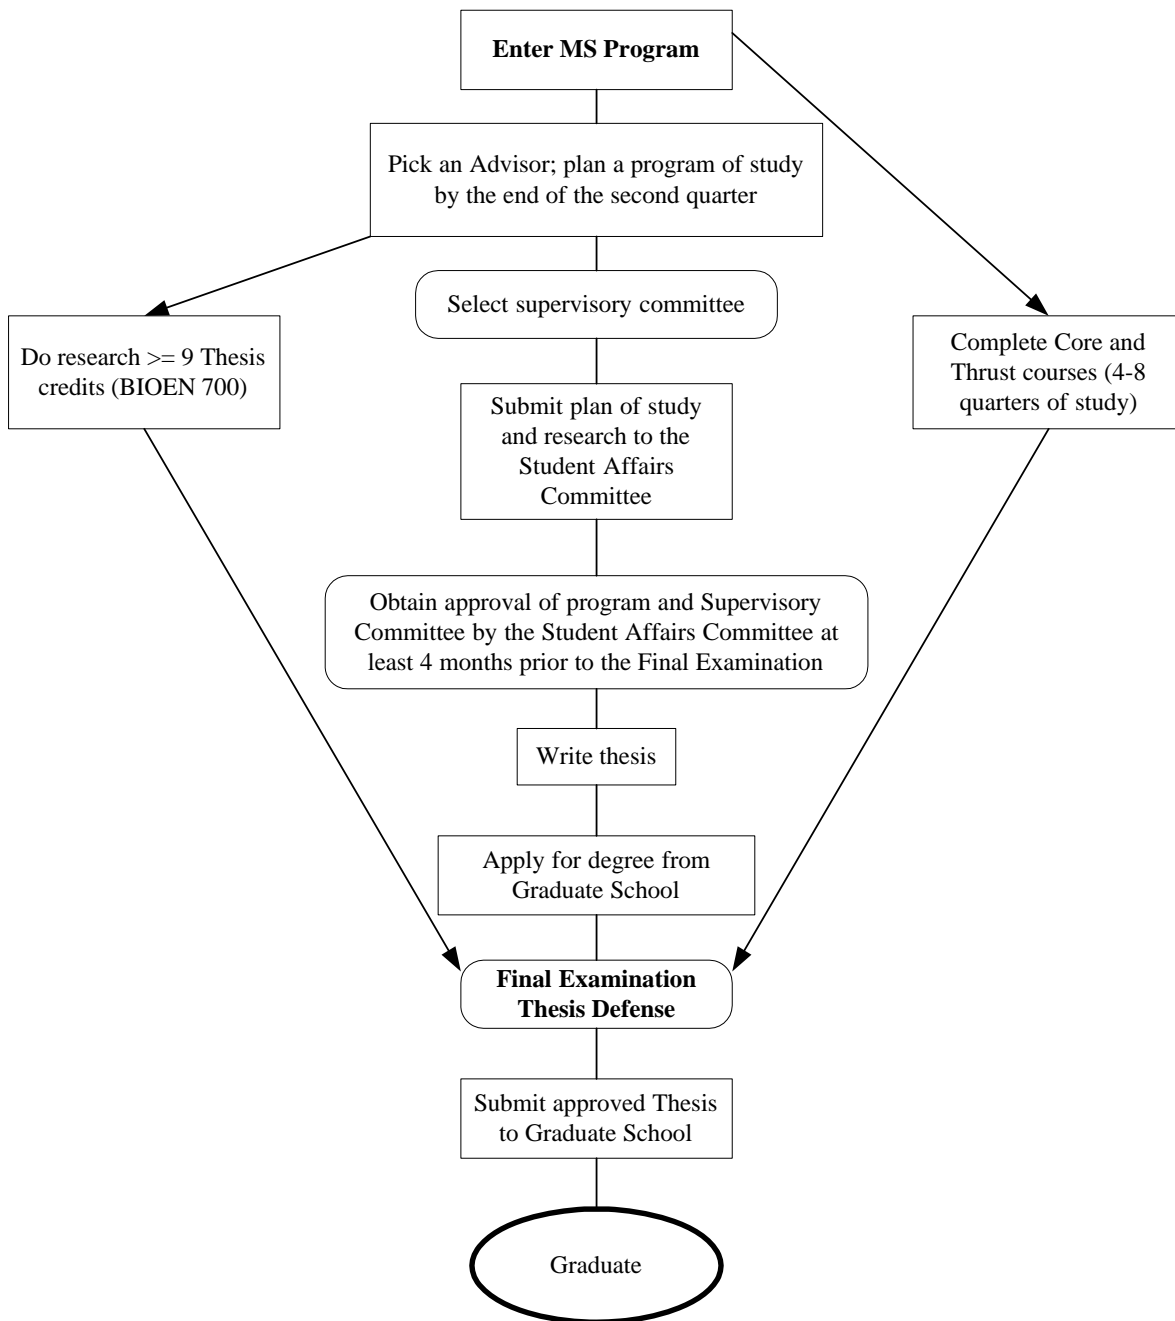 Enter MS Program
Pick an Advisor; plan a program of study
by the end of the second quarter
Select supervisory committee
Do research >= 9 Thesis
credits (BIOEN 700)
Complete Core and
Thrust courses (4-8
quarters of study)
Submit plan of study
and research to the
Student Affairs
Committee
Obtain approval of program and Supervisory
Committee by the Student Affairs Committee at
least 4 months prior to the Final Examination
Write thesis
Apply for degree from
Graduate School
Final Examination
Thesis Defense
Submit approved Thesis
to Graduate School
Graduate